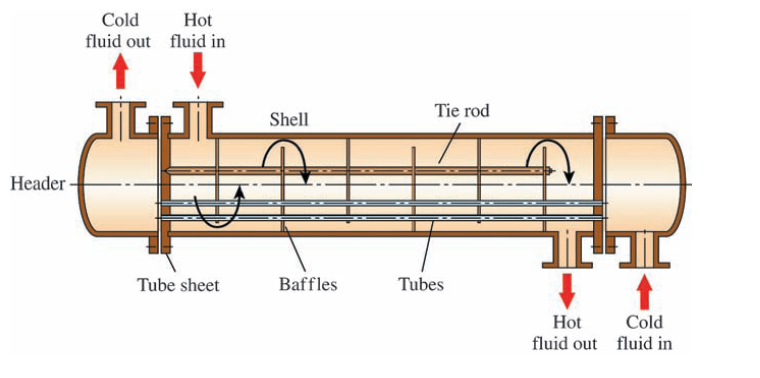 Cold
fluid out
Hot
fluid in
Shell
Tie rod
Header
Tube sheet
Baffles
Tubes
Hot
fluid out
Cold
fluid in